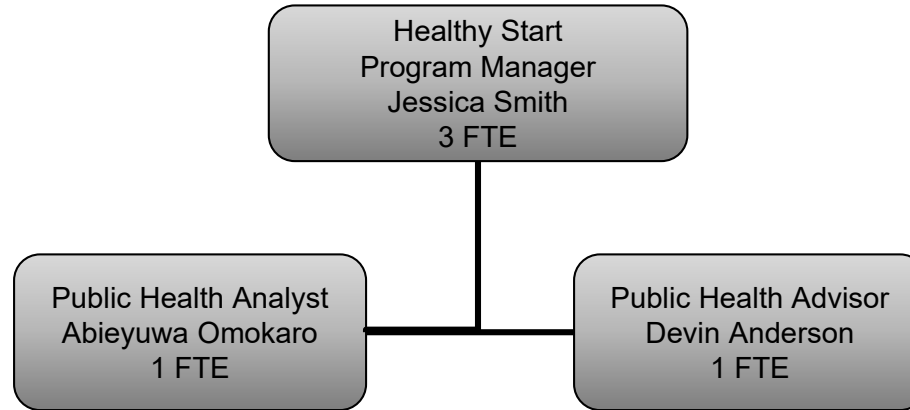 Healthy Start
Program Manager
Jessica Smith
3 FTE
Public Health Analyst
Abieyuwa Omokaro
1 FTE
Public Health Advisor
Devin Anderson
1 FTE